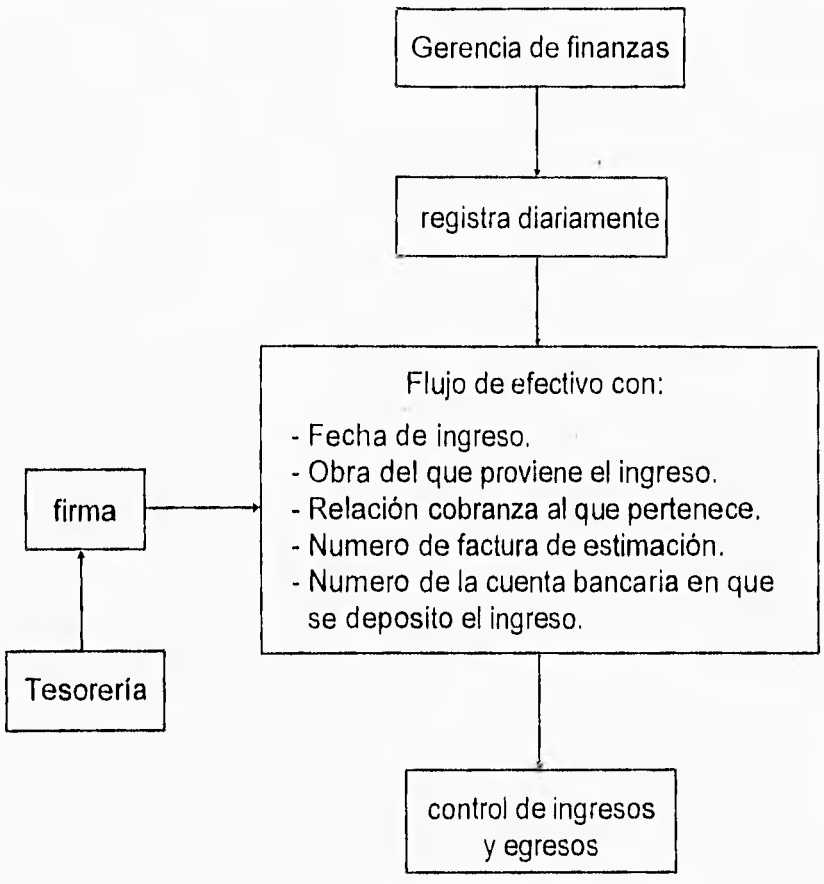 Gerencia de finanzas
registra diariamente
Flujo de efectivo con:
- Fecha de ingreso.
- Obra del que proviene el ingreso.
- Relación cobranza al que pertenece.
- Numero de factura de estimación.
- Numero de la cuenta bancaria en que
se deposito el ingreso.
firma
Tesorería
control de ingresos
y egresos